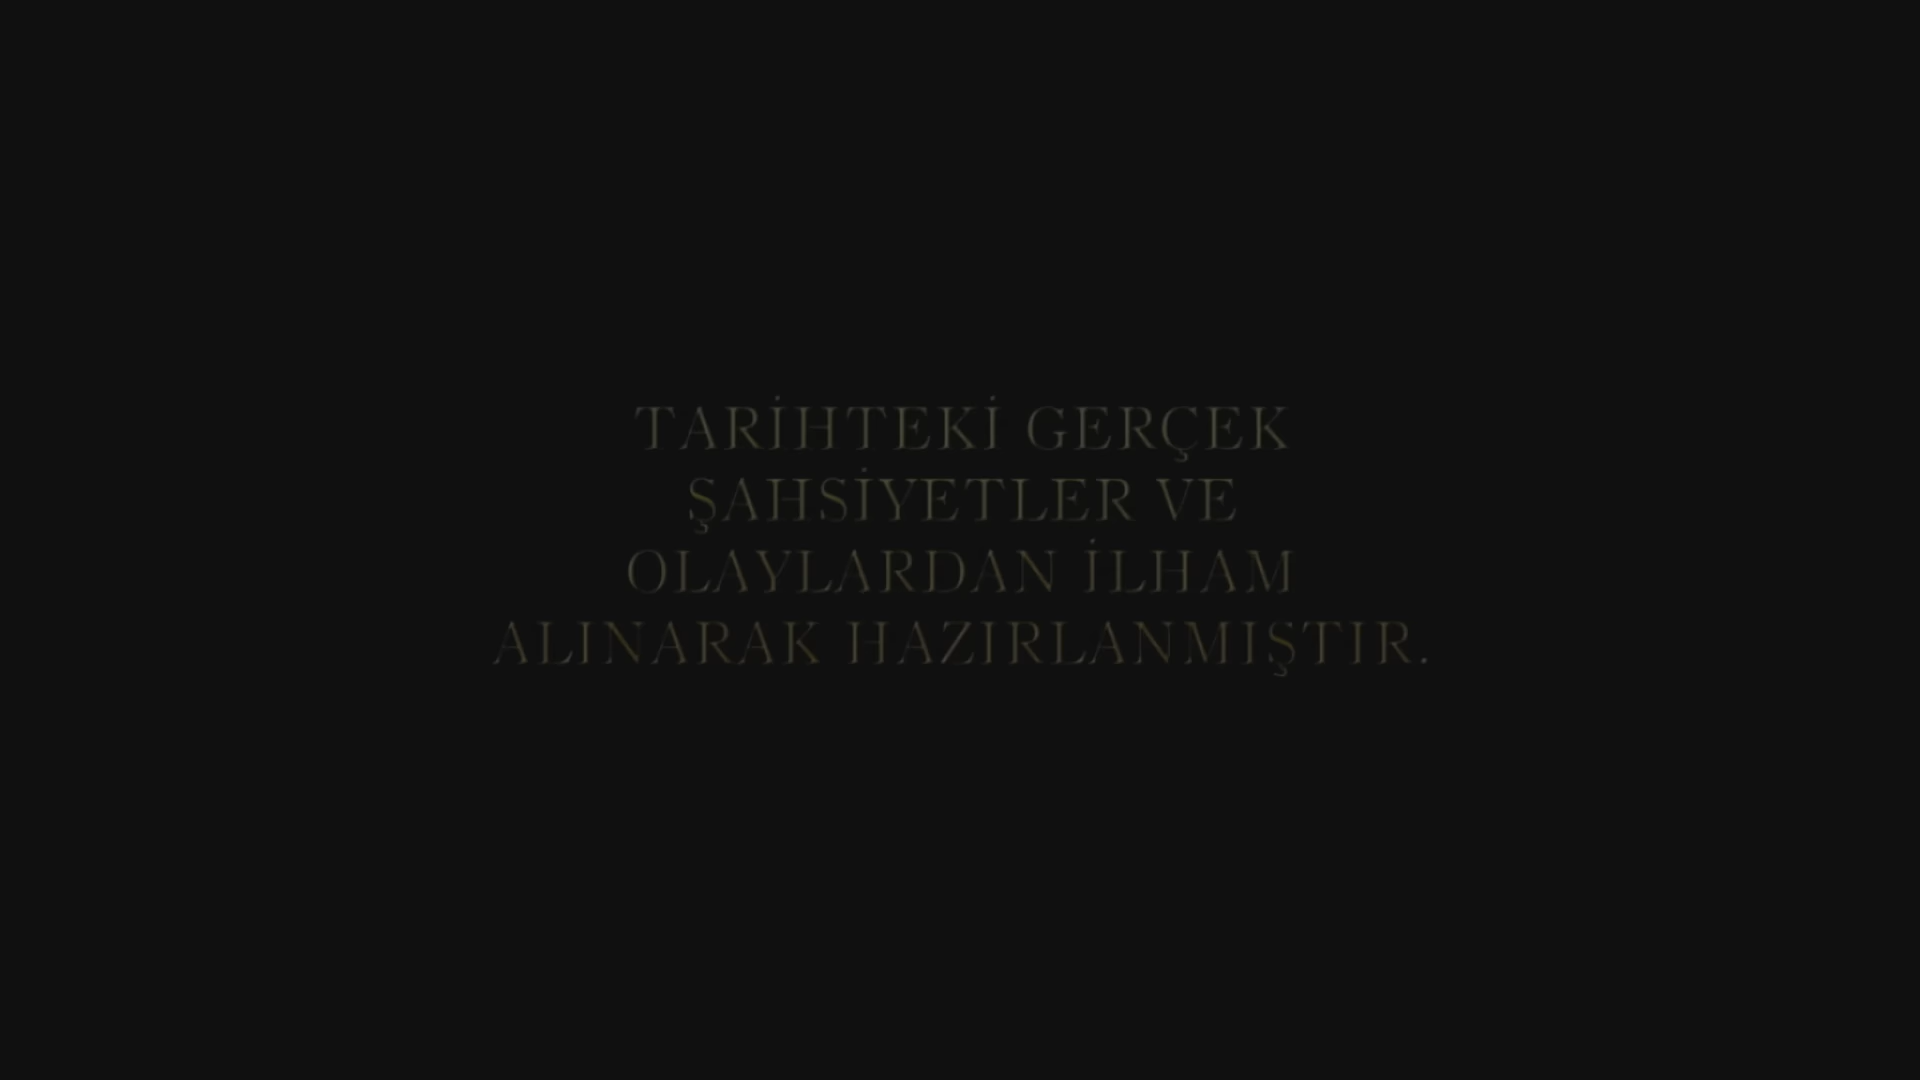 TARİHTEKİ GERÇEK
ŞAHSİYETLER VE
OLAYLARDAN İLHAM
ALINARAK HAZIRLANMIŞTIR.